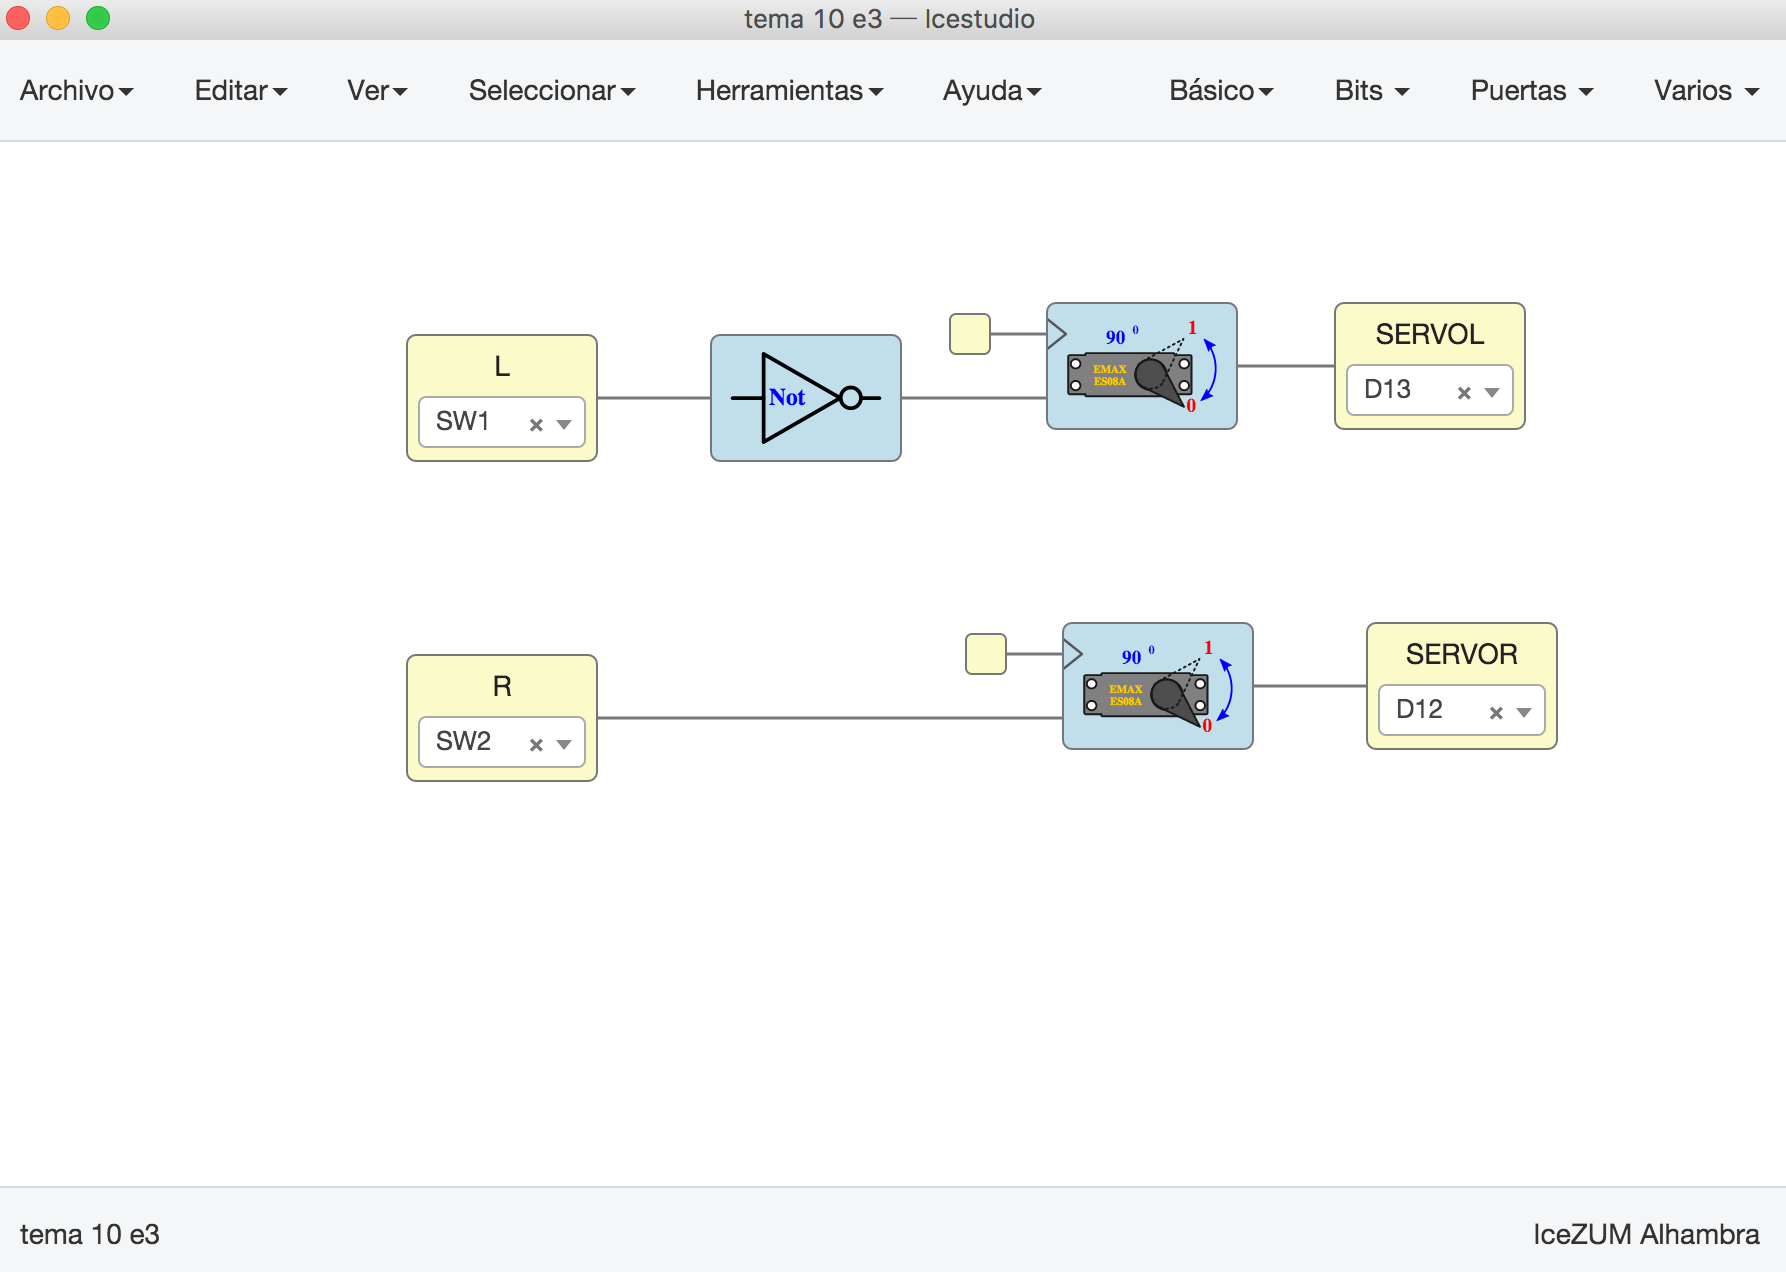 tema 10 e3 — Icestudio
Archivo Editar Ver Seleccionar Herramientas Ayuda Básico Bits Puertas Varios
L
SW1
Not
90 0
1
EMAX
ES08A
0
SERVOL
D13
R
SW2
90 0
1
EMAX
ES08A
0
SERVOR
D12
tema 10 e3
IceZUM Alhambra